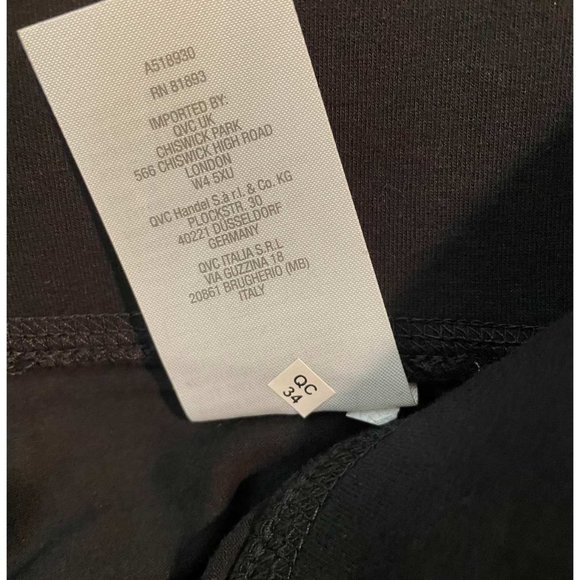 A518930
RN 81893
IMPORTED BY:
QVC UK
CHISWICK PARK
566 CHISWICK HIGH ROAD
LONDON
W4 5XU
QVC Handel S.à r.l. & Co. KG
PLOCKSTR. 30
40221 DÜSSELDORF
GERMANY
QVC ITALIA S.R.L
VIA GUZZINA 18
20861 BRUGHERIO (MB)
ITALY
QC
34